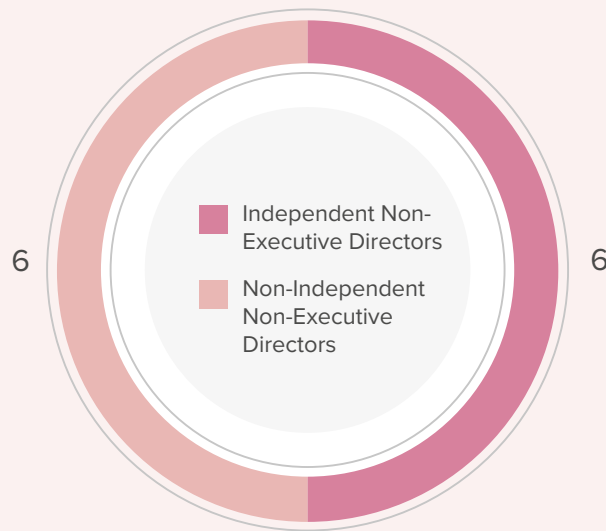 Independent Non-
Executive Directors
6
6
Non-Independent
Non-Executive
Directors